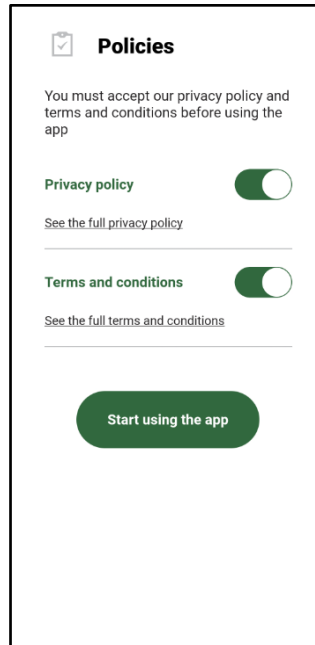 Policies
You must accept our privacy policy and
terms and conditions before using the
app
Privacy policy
See the full privacy policy
Terms and conditions
See the full terms and conditions
Start using the app